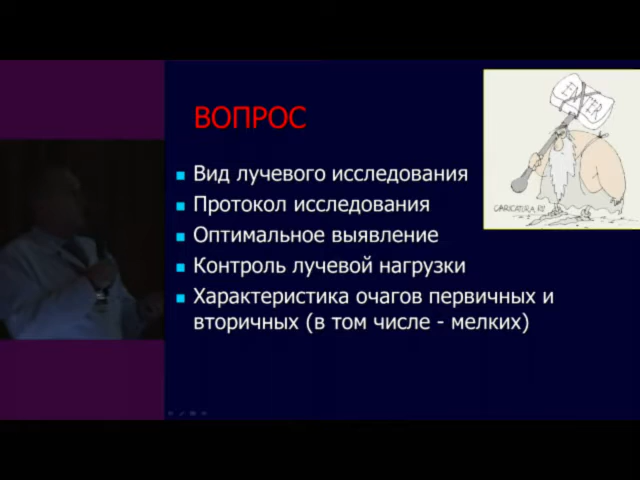 ВОПРОС
Вид лучевого исследования
Протокол исследования
Оптимальное выявление
Контроль лучевой нагрузки
Характеристика очагов первичных и
вторичных (в том числе - мелких)
ENTER
CARICATURA.RU